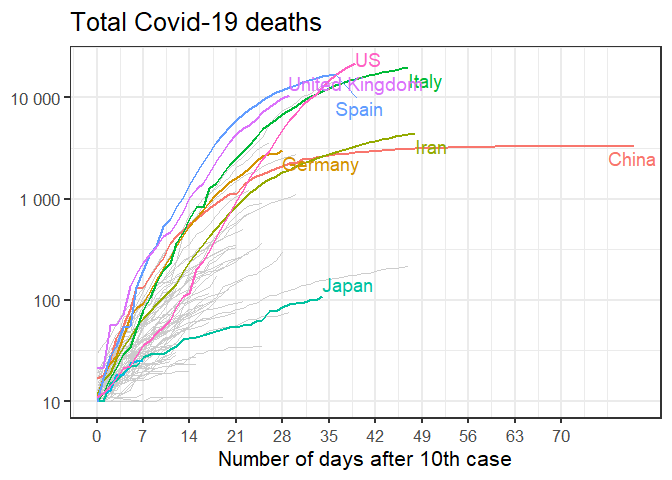 Total Covid-19 deaths
US
United Kingdom
Italy
10 000
Spain
Iran
China
Germany
1 000
Japan
100
10
0 7 14 21 28 35 42 49 56 63 70
Number of days after 10th case